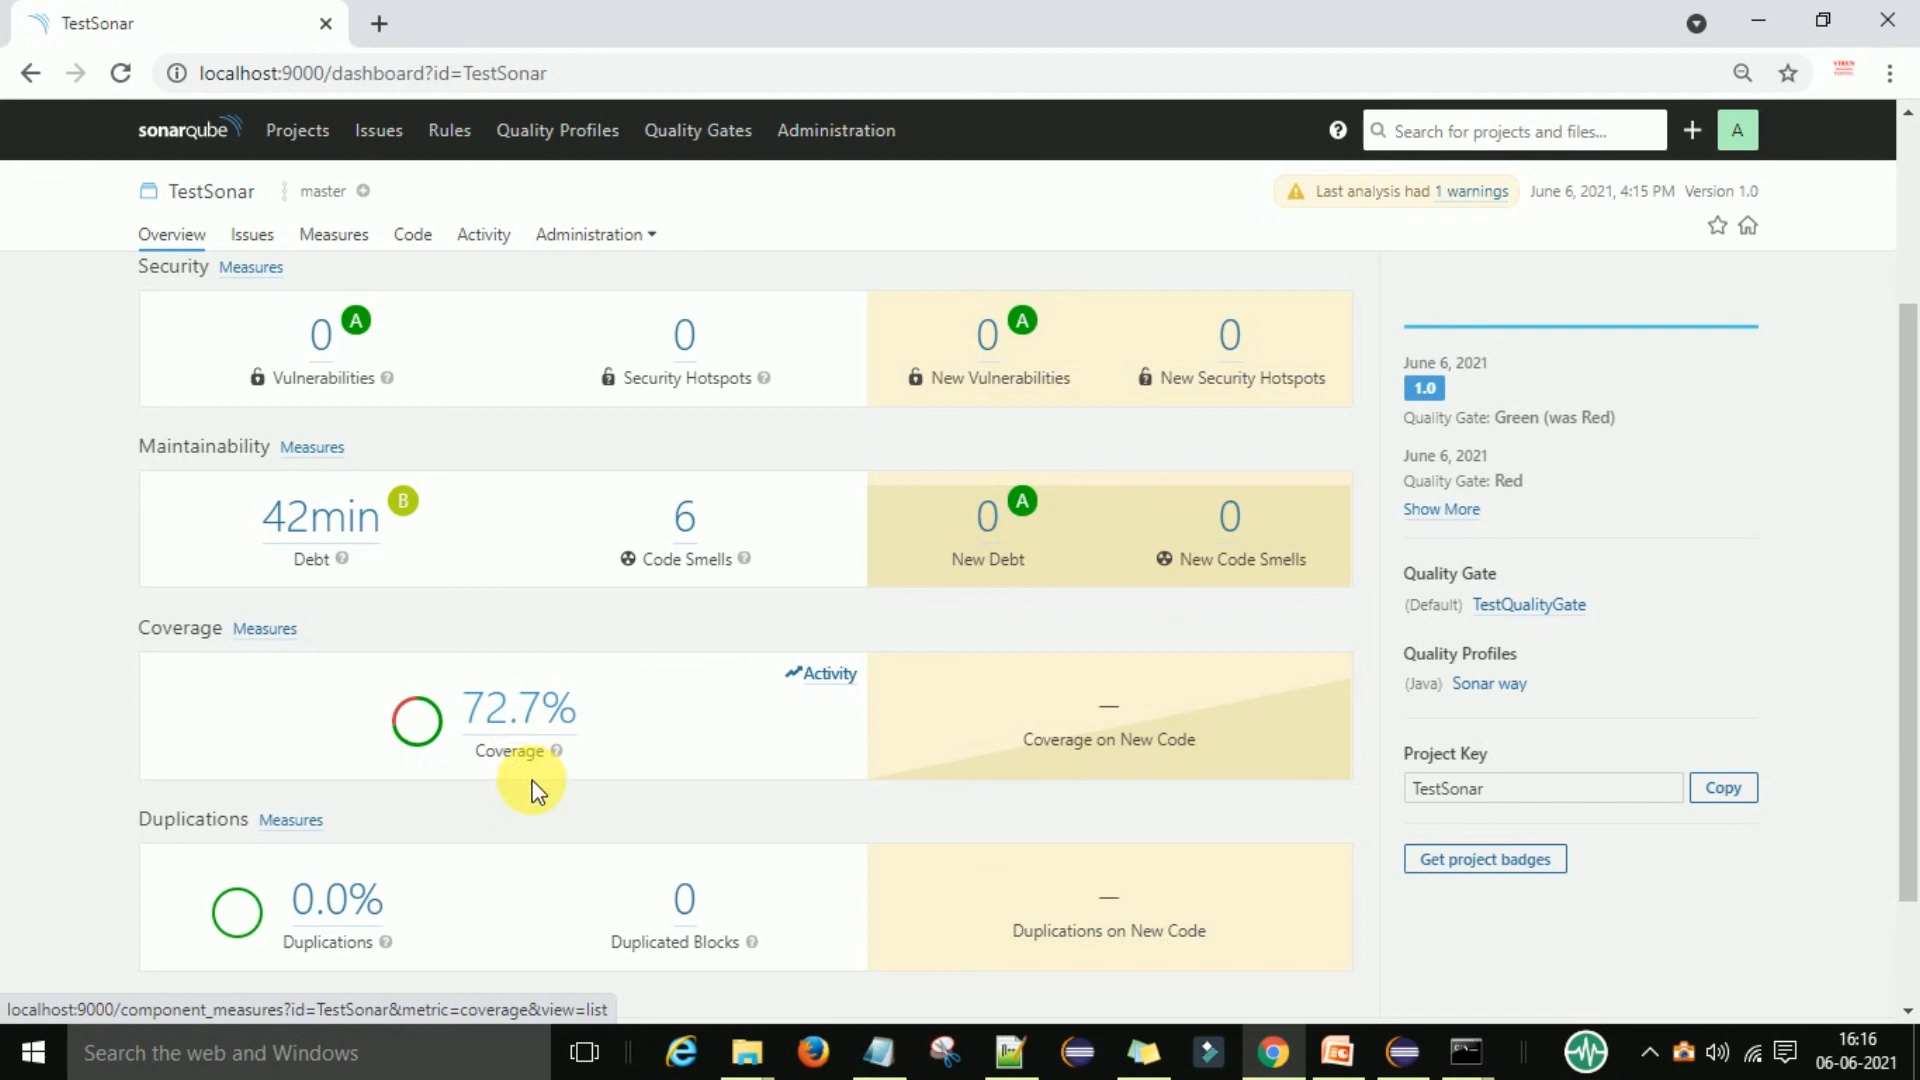 TestSonar
localhost:9000/dashboard?id=TestSonar
VIREN
sonarqube Projects Issues Rules Quality Profiles Quality Gates Administration
Search for projects and files...
A
TestSonar master
Last analysis had 1 warnings June 6, 2021, 4:15 PM Version 1.0
Overview Issues Measures Code Activity Administration
Security Measures
0 A
Vulnerabilities
0
Security Hotspots
0 A
New Vulnerabilities
0
New Security Hotspots
Maintainability Measures
42min B
Debt
6
Code Smells
0 A
New Debt
0
New Code Smells
Coverage Measures
Activity
72.7%
Coverage
—
Coverage on New Code
Duplications Measures
0.0%
Duplications
0
Duplicated Blocks
—
Duplications on New Code
June 6, 2021
1.0
Quality Gate: Green (was Red)
June 6, 2021
Quality Gate: Red
Show More
Quality Gate
(Default) TestQualityGate
Quality Profiles
(Java) Sonar way
Project Key
TestSonar Copy
Get project badges
localhost:9000/component_measures?id=TestSonar&metric=coverage&view=list
Search the web and Windows
16:16
06-06-2021